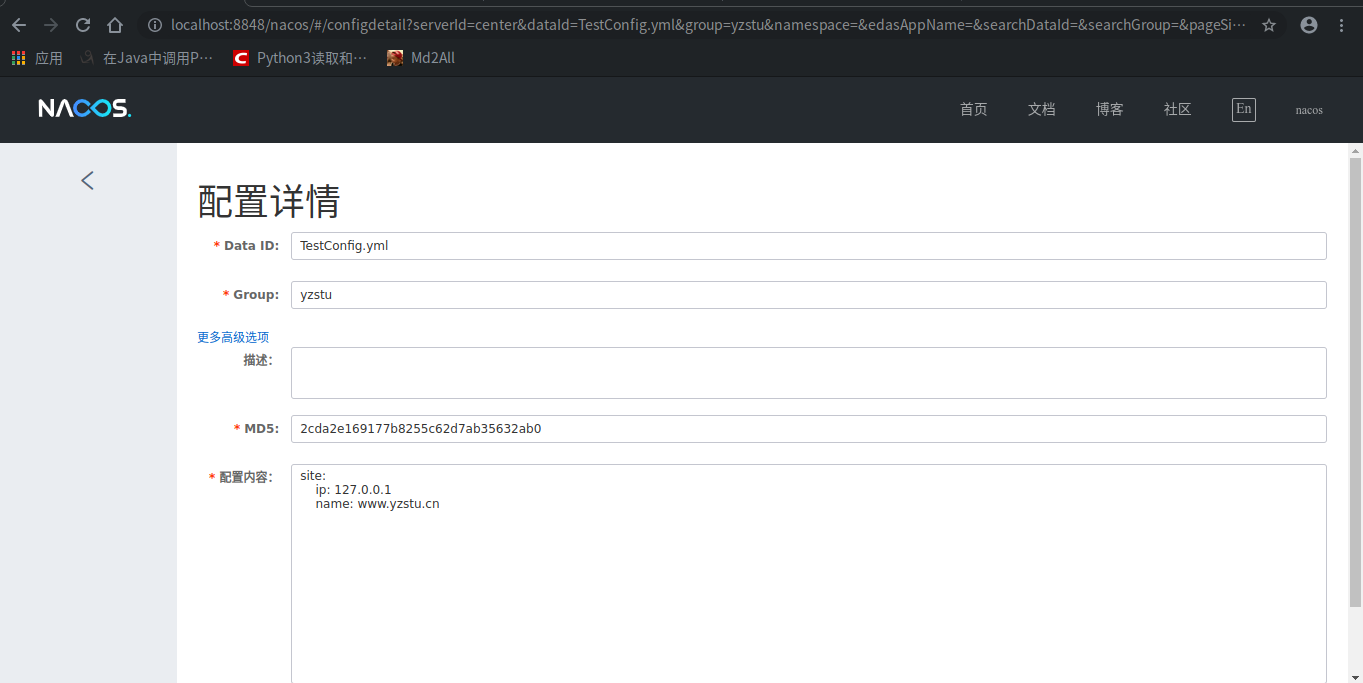 localhost:8848/nacos/#/configdetail?serverId=center&dataId=TestConfig.yml&group=yzstu&namespace=&edasAppName=&searchDataId=&searchGroup=&pageSi…
应用 在Java中调用P… Python3读取和… Md2All
NACOS. 首页 文档 博客 社区 En nacos
配置详情
* Data ID: TestConfig.yml
* Group: yzstu
更多高级选项
描述:
* MD5: 2cda2e169177b8255c62d7ab35632ab0
* 配置内容: site:
ip: 127.0.0.1
name: www.yzstu.cn